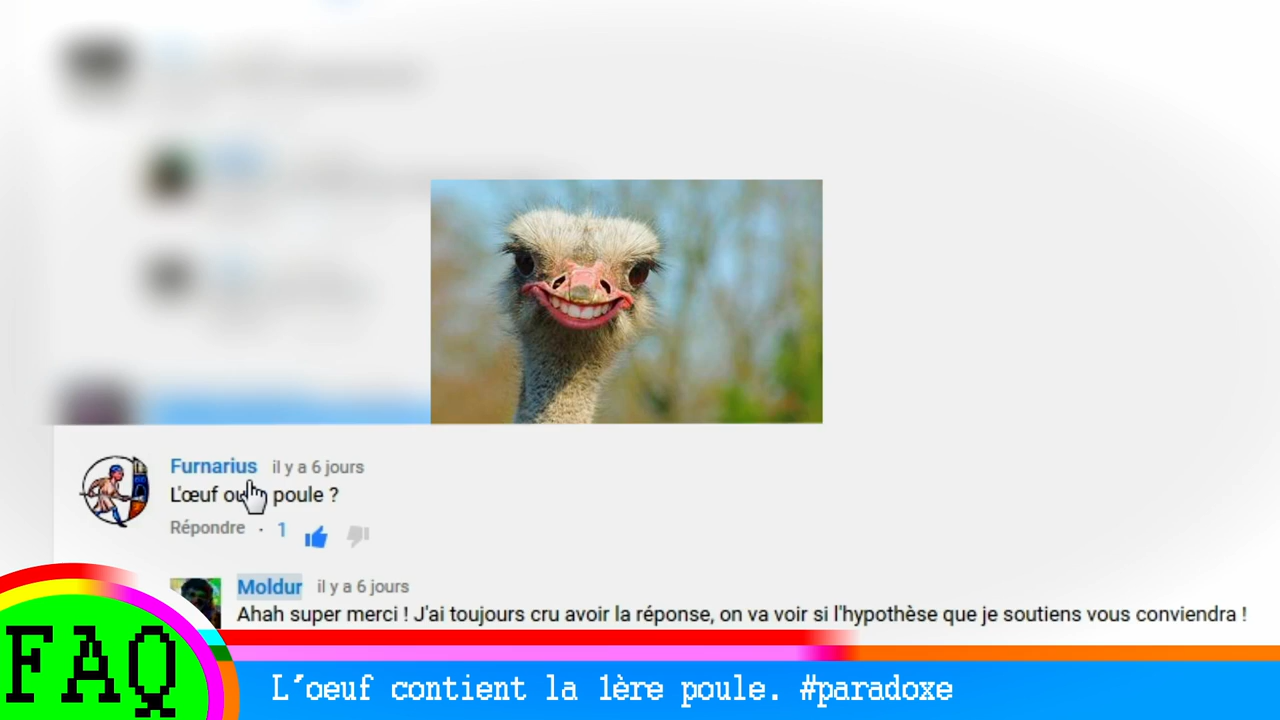 Furnarius il y a 6 jours
L'œuf ou poule ?
Répondre · 1
Moldur il y a 6 jours
Ahah super merci ! J'ai toujours cru avoir la réponse, on va voir si l'hypothèse que je soutiens vous conviendra !
FAQ
L'oeuf contient la 1ère poule. #paradoxe